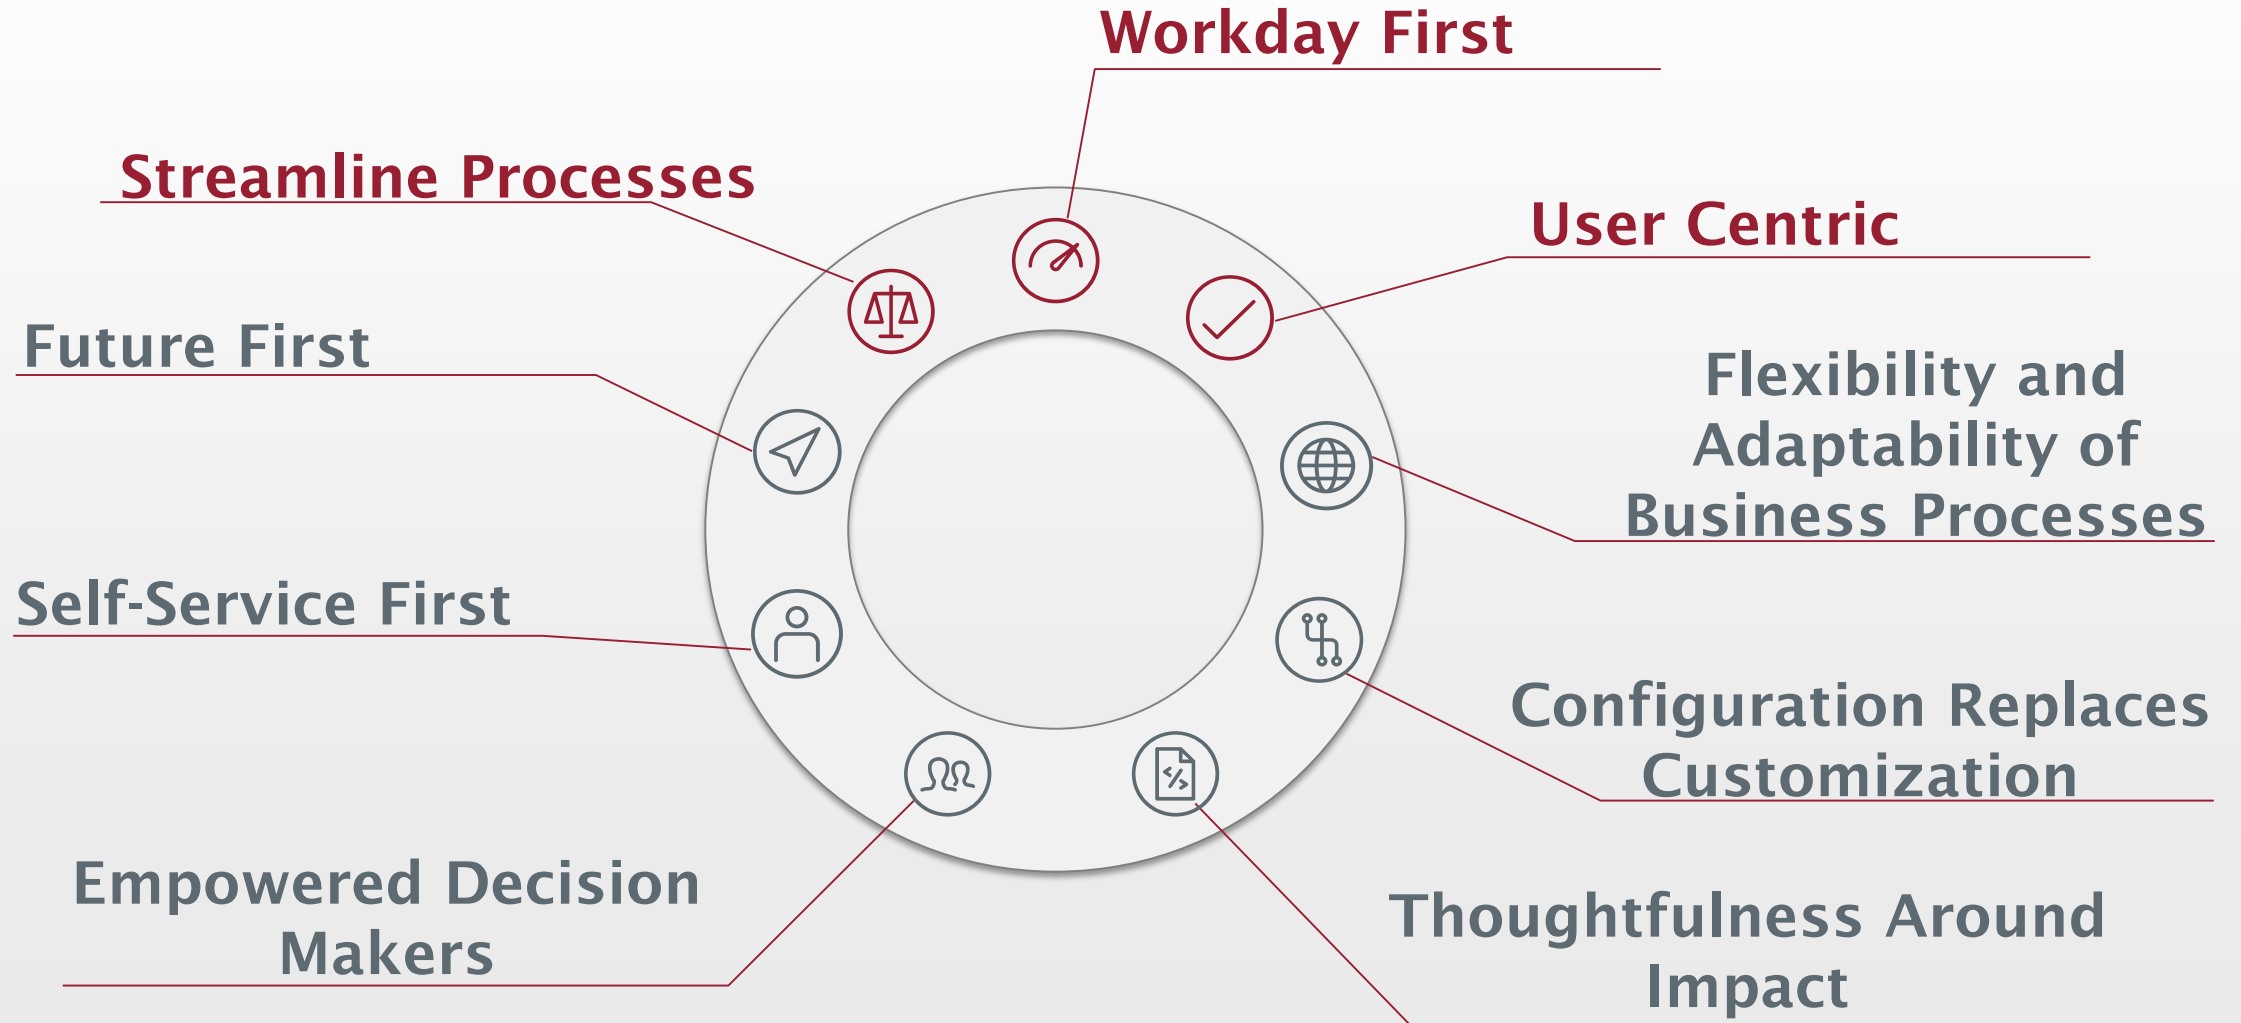 Workday First
Streamline Processes
User Centric
Future First
Flexibility and
Adaptability of
Business Processes
Self-Service First
Configuration Replaces
Customization
Empowered Decision
Makers
Thoughtfulness Around
Impact